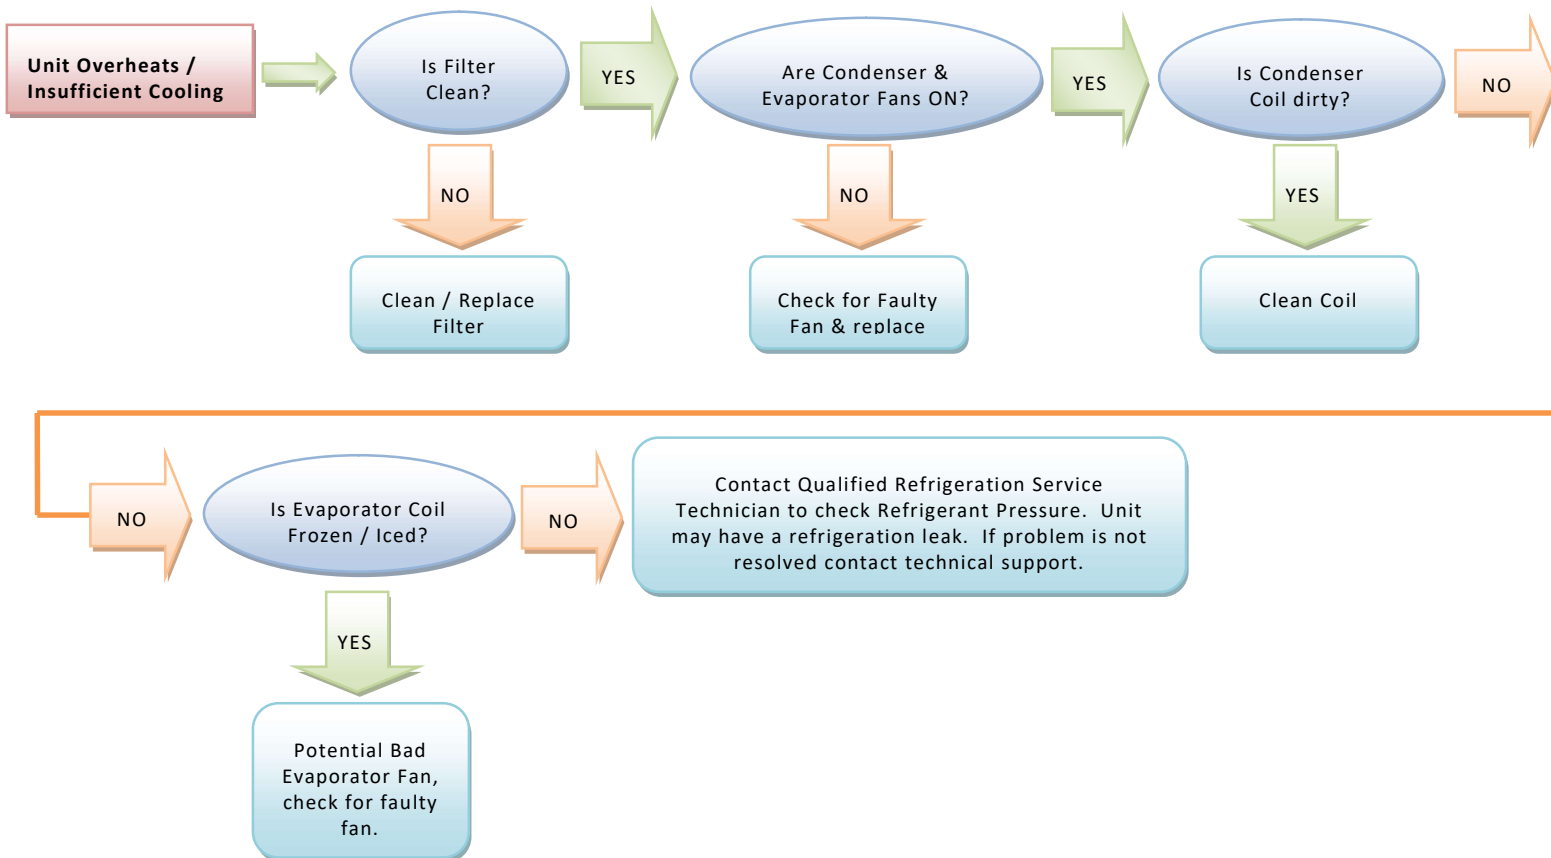 Unit Overheats /
Insufficient Cooling
Is Filter
Clean?
YES
Are Condenser &
Evaporator Fans ON?
YES
Is Condenser
Coil dirty?
NO
NO
NO
YES
Clean / Replace
Filter
Check for Faulty
Fan & replace
Clean Coil
NO
Is Evaporator Coil
Frozen / Iced?
NO
Contact Qualified Refrigeration Service
Technician to check Refrigerant Pressure.  Unit
may have a refrigeration leak.  If problem is not
resolved contact technical support.
YES
Potential Bad
Evaporator Fan,
check for faulty
fan.